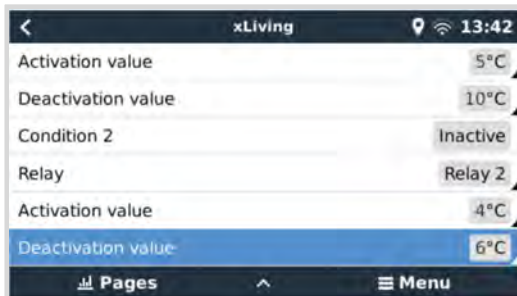 xLiving 13:42
Activation value 5°C
Deactivation value 10°C
Condition 2 Inactive
Relay Relay 2
Activation value 4°C
Deactivation value 6°C
Pages Menu